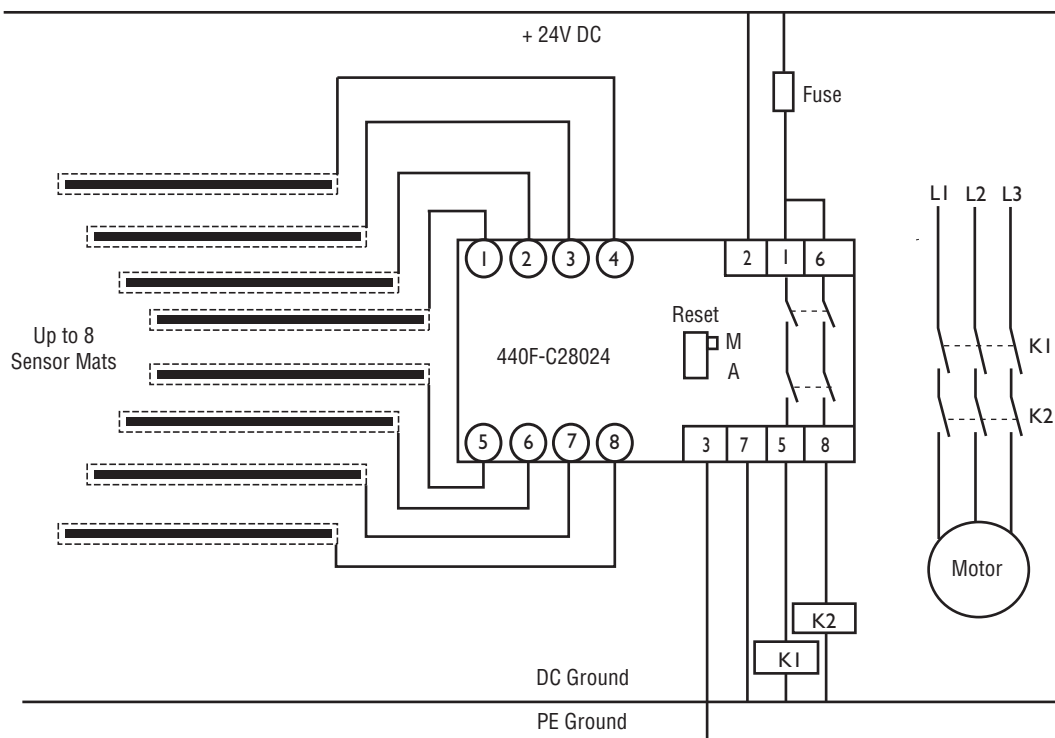 + 24V DC
Fuse
L1 L2 L3
1 2 3 4
2 1 6
Reset
M
A
440F-C28024
Up to 8
Sensor Mats
K1
K2
5 6 7 8
3 7 5 8
Motor
K2
K1
DC Ground
PE Ground